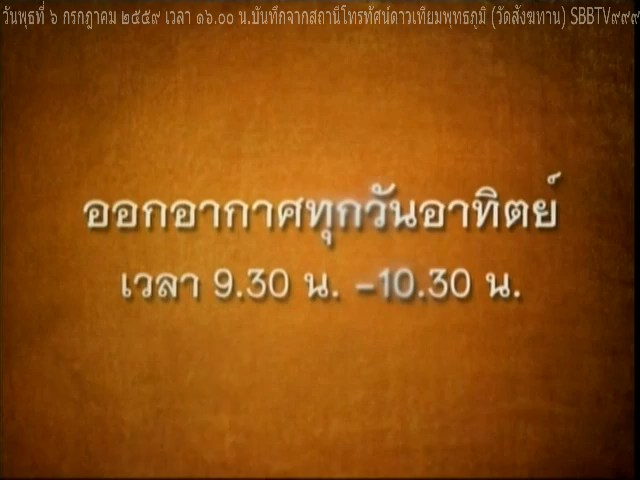 วันพุธที่ ๖ กรกฎาคม ๒๕๕๙ เวลา ๑๖.๐๐ น.บันทึกจากสถานีโทรทัศน์ดาวเทียมพุทธภูมิ (วัดสังฆทาน) SBBTV๙๙๙
ออกอากาศทุกวันอาทิตย์
เวลา 9.30 น. -10.30 น.